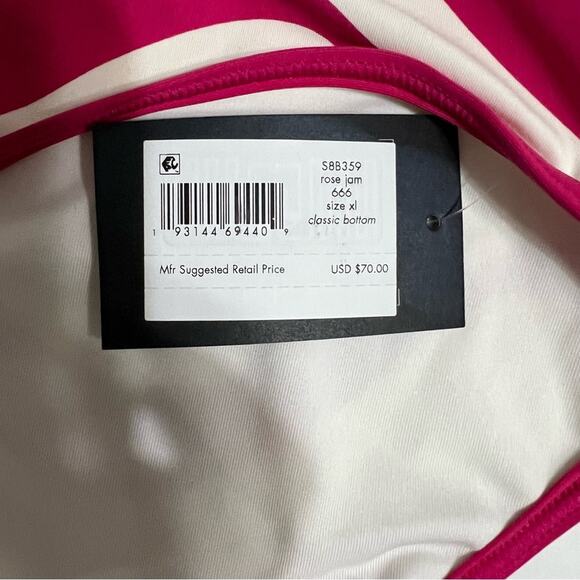 S8B359
rose jam
666
size xl
classic bottom
1 93144 69440 9
Mfr Suggested Retail Price USD $70.00